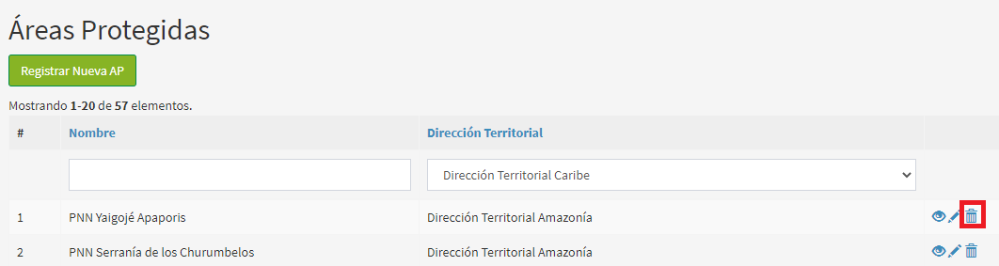 Áreas Protegidas
Registrar Nueva AP
Mostrando 1-20 de 57 elementos.
# Nombre Dirección Territorial
Dirección Territorial Caribe
1 PNN Yaigojé Apaporis Dirección Territorial Amazonía
2 PNN Serranía de los Churumbelos Dirección Territorial Amazonía